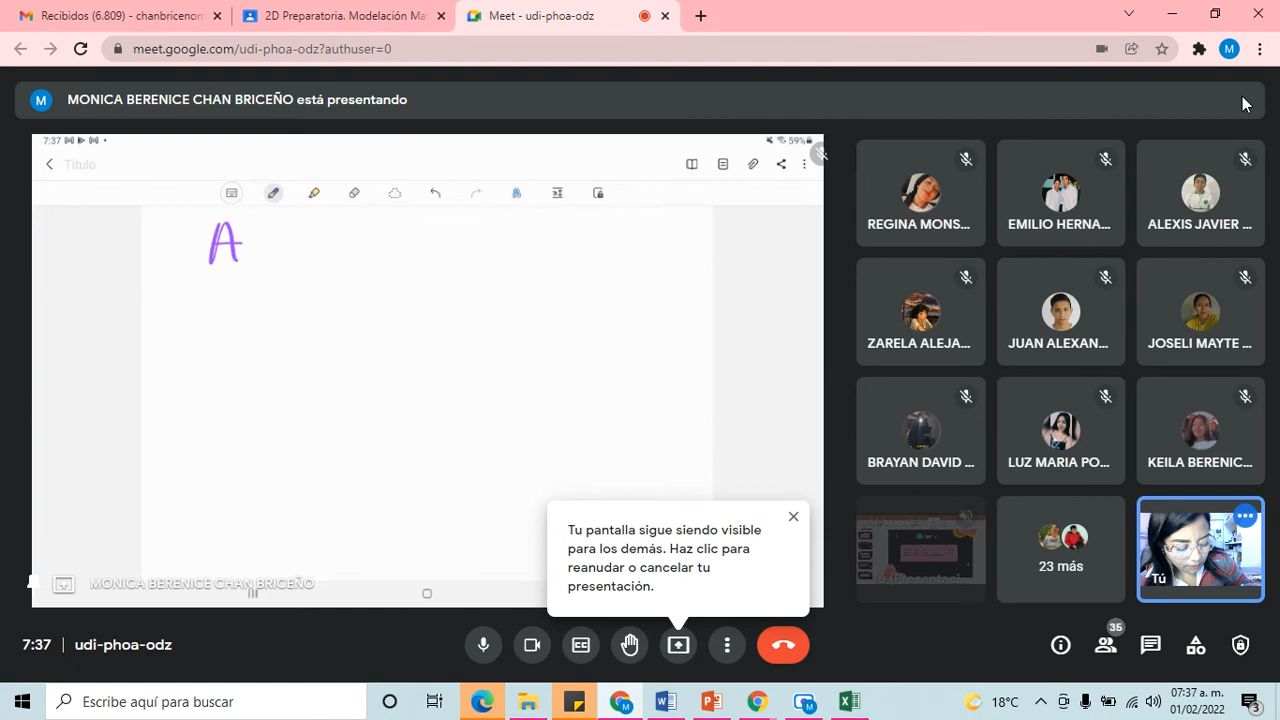 Recibidos (6.809) - chanbricenom
2D Preparatoria. Modelación Mat
Meet - udi-phoa-odz
meet.google.com/udi-phoa-odz?authuser=0
M
M
MONICA BERENICE CHAN BRICEÑO está presentando
7:37
59%
Título
A
REGINA MONS...
EMILIO HERNA...
ALEXIS JAVIER ...
ZARELA ALEJA...
JUAN ALEXAN...
JOSELI MAYTE ...
BRAYAN DAVID ...
LUZ MARIA PO...
KEILA BERENIC...
23 más
Tú
Tu pantalla sigue siendo visible
para los demás. Haz clic para
reanudar o cancelar tu
presentación.
MONICA BERENICE CHAN BRICEÑO
7:37
udi-phoa-odz
35
Escribe aquí para buscar
18°C
07:37 a. m.
01/02/2022
3